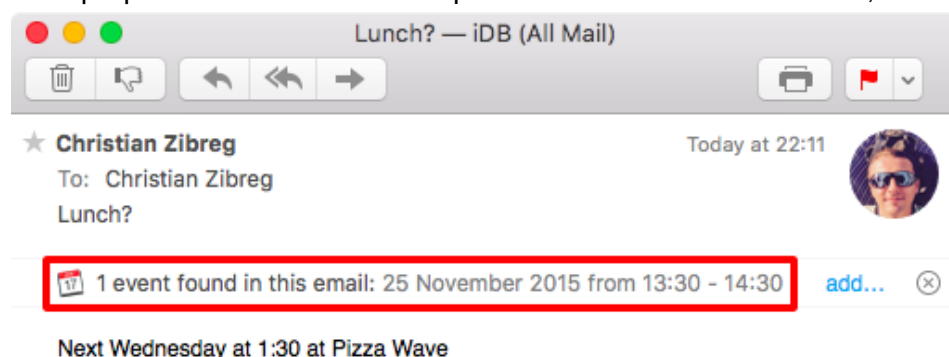 Lunch? — iDB (All Mail)
Christian Zibreg
Today at 22:11
To: Christian Zibreg
Lunch?
17 1 event found in this email: 25 November 2015 from 13:30 - 14:30 add...
Next Wednesday at 1:30 at Pizza Wave